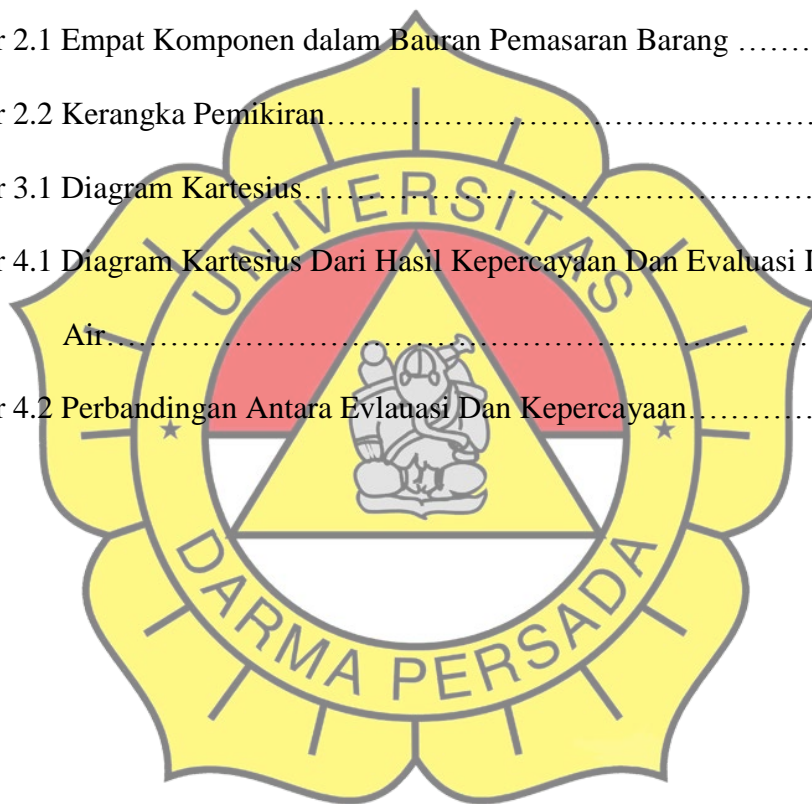 r 2.1 Empat Komponen dalam Bauran Pemasaran Barang ……
r 2.2 Kerangka Pemikiran……………………………………………
r 3.1 Diagram Kartesius………………………………………………
r 4.1 Diagram Kartesius Dari Hasil Kepercayaan Dan Evaluasi D
Air…………………………………………………………………
r 4.2 Perbandingan Antara Evlauasi Dan Kepercayaan…………
UNIVERSITAS
DARMA PERSADA